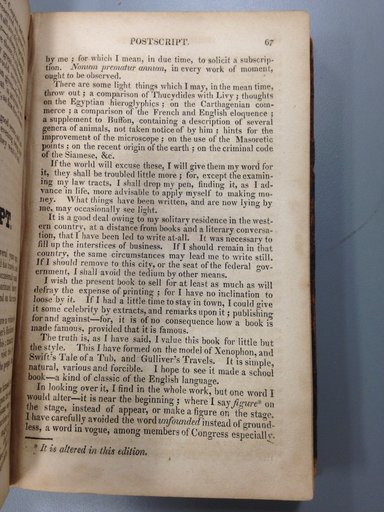 POSTSCRIPT. 67
by me ; for which I mean, in due time, to solicit a subscrip-
tion. Nonum prematur annum, in every work of moment,
ought to be observed.
There are some light things which I may, in the mean time,
throw out ; a comparison of Thucydides with Livy ; thoughts
on the Egyptian hieroglyphics ; on the Carthagenian com-
merce ; a comparison of the French and English eloquence ;
a supplement to Buffon, containing a description of several
genera of animals, not taken notice of by him ; hints for the
improvement of the microscope ; on the use of the Masoretic
points ; on the recent origin of the earth ; on the criminal code
of the Siamese, &c.
If the world will excuse these, I will give them my word for
it, they shall be troubled little more ; for, except the examin-
ing my law tracts, I shall drop my pen, finding it, as I ad-
vance in life, more advisable to apply myself to making mo-
ney. What things have been written, and are now lying by
me, may occasionally see light.
It is a good deal owing to my solitary residence in the west-
ern country, at a distance from books and a literary conversa-
tion, that I have been led to write at-all. It was necessary to
fill up the interstices of business. If I should remain in that
country, the same circumstances may lead me to write still.
If I should remove to this city, or the seat of the federal gov-
ernment, I shall avoid the tedium by other means.
I wish the present book to sell for at least as much as will
defray the expense of printing ; for I have no inclination to
loose by it. If I had a little time to stay in town, I could give
it some celebrity by extracts, and remarks upon it ; publishing
for and against—for, it is of no consequence how a book is
made famous, provided that it is famous.
The truth is, as I have said, I value this book for little but
the style. This I have formed on the model of Xenophon, and
Swift's Tale of a Tub, and Gulliver's Travels. It is simple,
natural, various and forcible. I hope to see it made a school
book—a kind of classic of the English language.
In looking over it, I find in the whole work, but one word I
would alter—it is near the beginning ; where I say figure* on
the stage, instead of appear, or make a figure on the stage.
I have carefully avoided the word unfounded instead of ground-
less, a word in vogue, among members of Congress especially.
* It is altered in this edition.